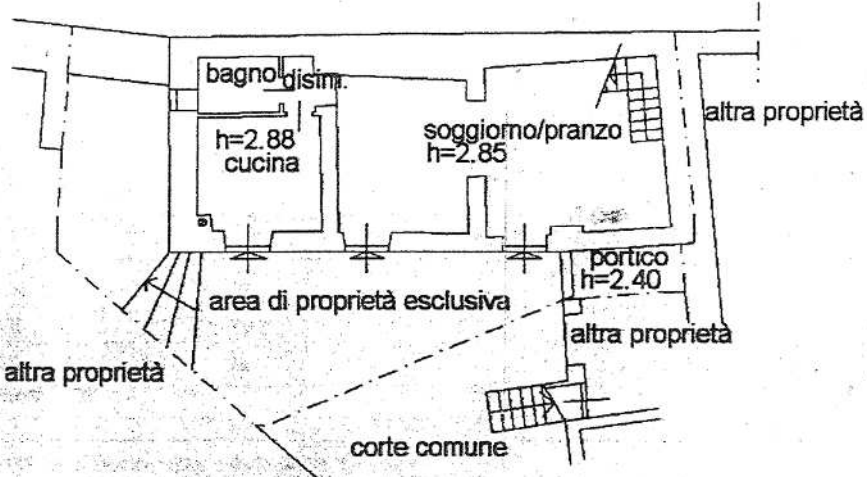 bagno
disim.
altra proprietà
soggiorno/pranzo
h=2.85
h=2.88
cucina
portico
h=2.40
area di proprietà esclusiva
altra proprietà
altra proprietà
corte comune